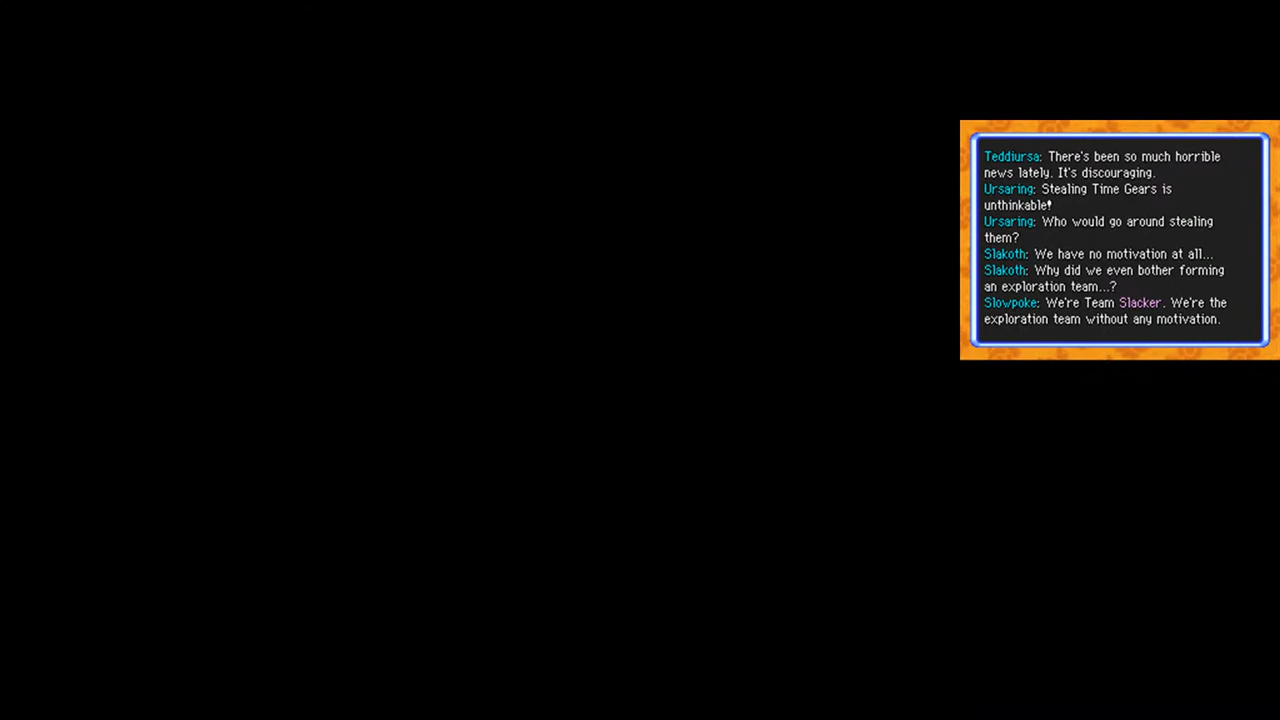 Teddiursa: There's been so much horrible
news lately. It's discouraging.
Ursaring: Stealing Time Gears is
unthinkable!
Ursaring: Who would go around stealing
them?
Slakoth: We have no motivation at all...
Slakoth: Why did we even bother forming
an exploration team...?
Slowpoke: We're Team Slacker. We're the
exploration team without any motivation.